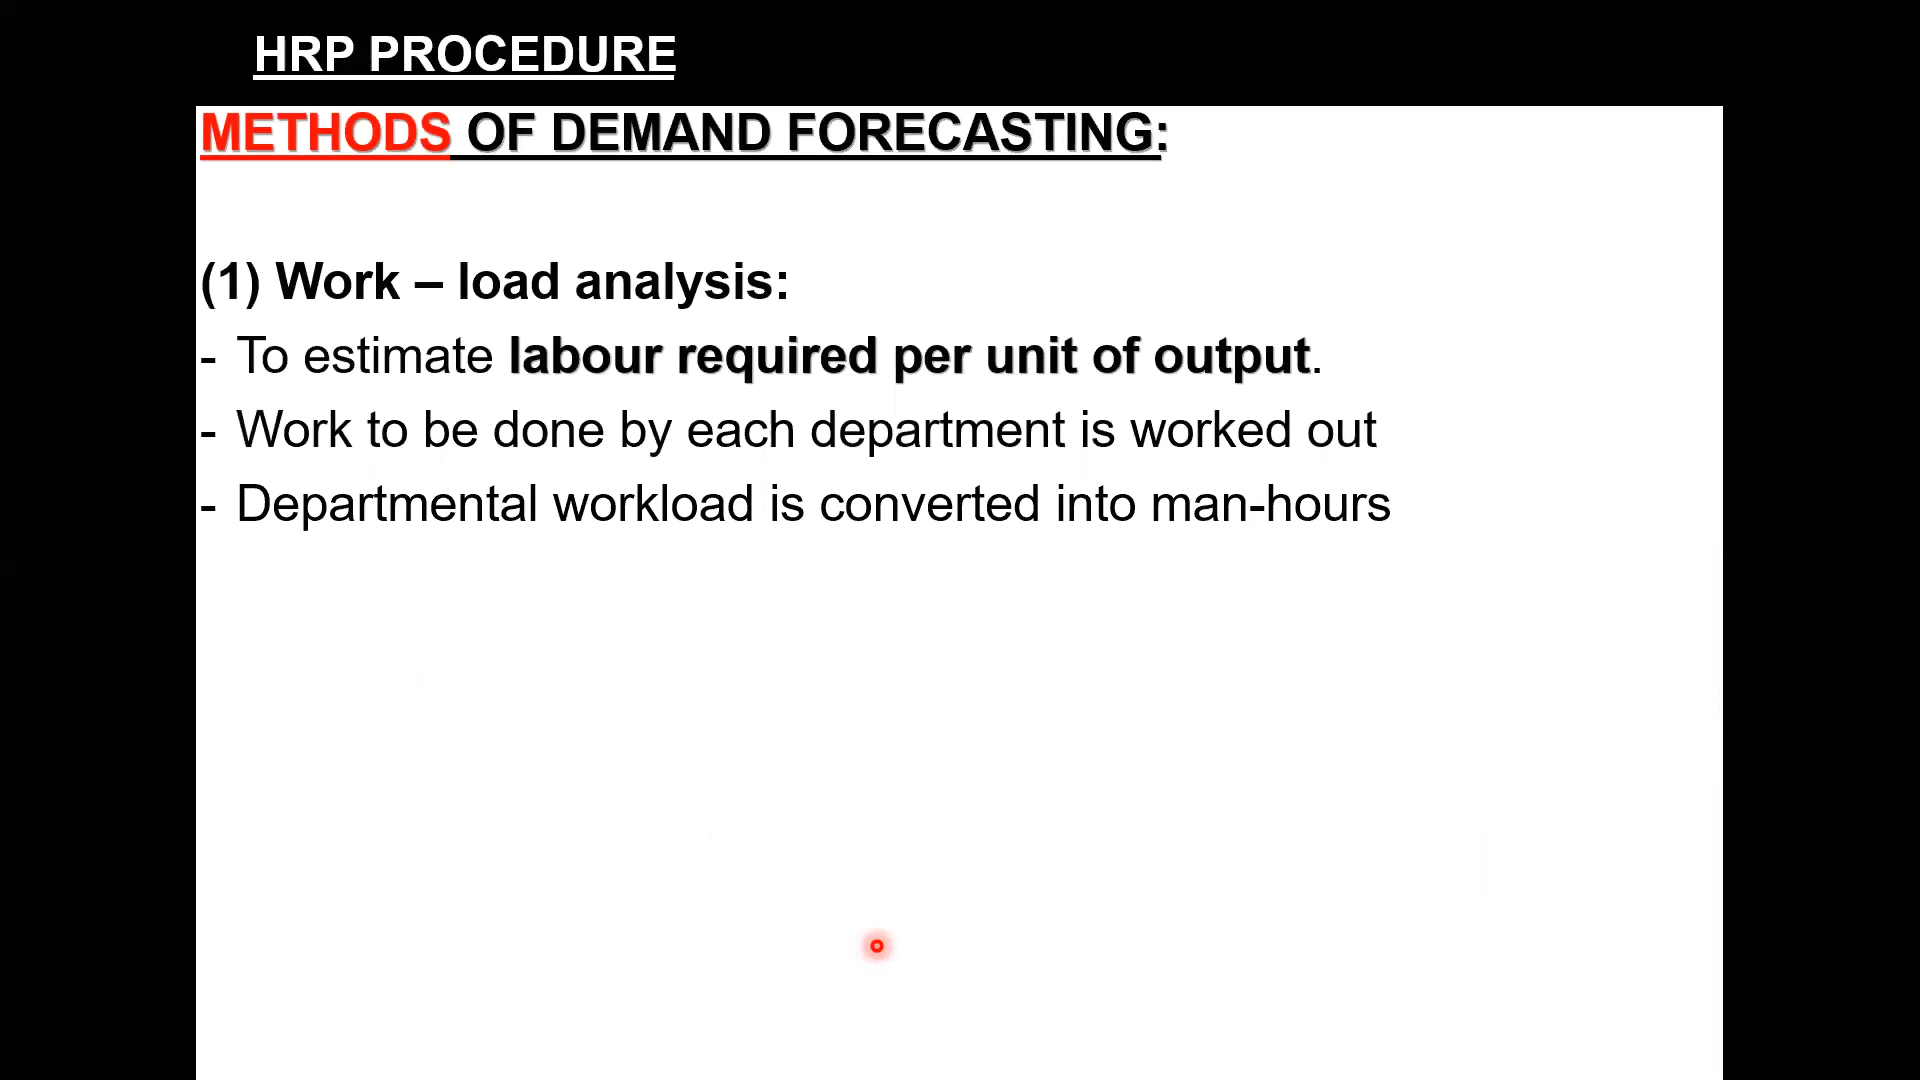 HRP PROCEDURE
METHODS OF DEMAND FORECASTING:
(1) Work – load analysis:
- To estimate labour required per unit of output.
- Work to be done by each department is worked out
- Departmental workload is converted into man-hours